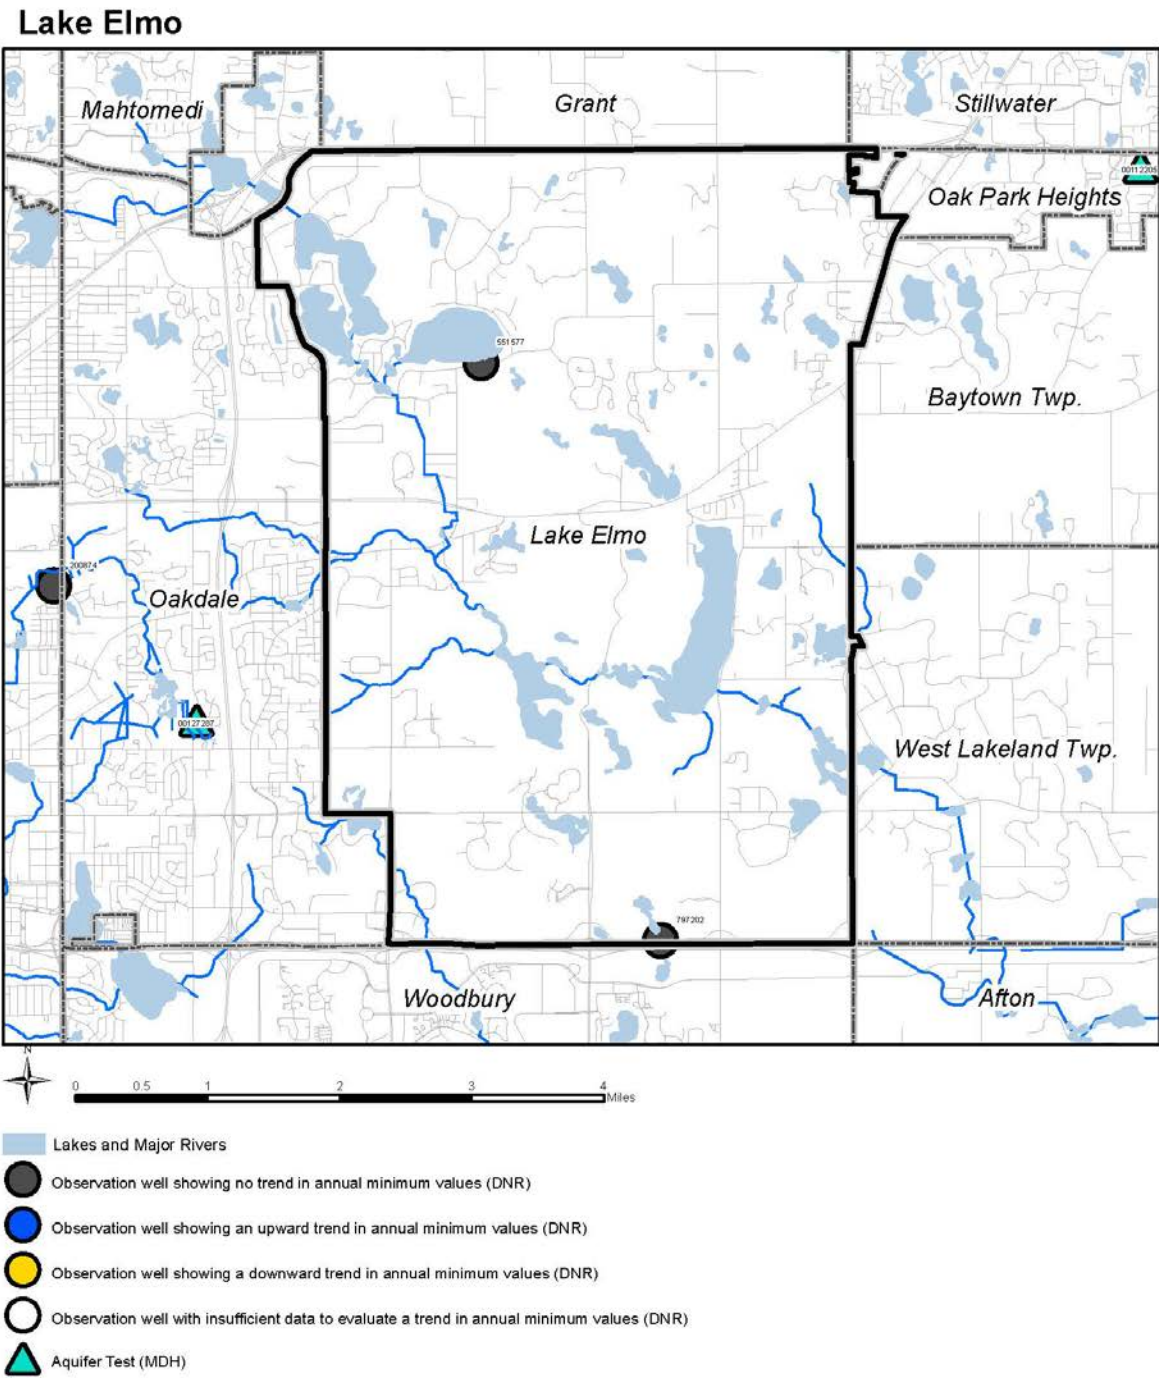 Lake Elmo
Mahtomedi
Grant
Stillwater
00112205
Oak Park Heights
551577
Baytown Twp.
Lake Elmo
200874
Oakdale
00127287
West Lakeland Twp.
797202
Woodbury
Afton
N
0 0.5 1 2 3 4
Miles
Lakes and Major Rivers
Observation well showing no trend in annual minimum values (DNR)
Observation well showing an upward trend in annual minimum values (DNR)
Observation well showing a downward trend in annual minimum values (DNR)
Observation well with insufficient data to evaluate a trend in annual minimum values (DNR)
Aquifer Test (MDH)